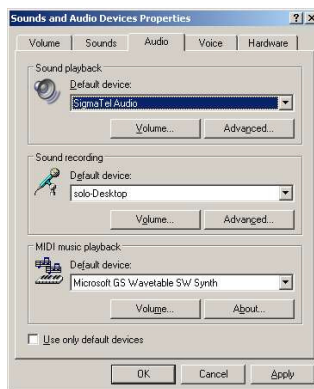 Sounds and Audio Devices Properties
Volume Sounds Audio Voice Hardware
Sound playback
Default device:
SigmaTel Audio
Volume... Advanced...
Sound recording
Default device:
solo-Desktop
Volume... Advanced...
MIDI music playback
Default device:
Microsoft GS Wavetable SW Synth
Volume... About...
Use only default devices
OK Cancel Apply